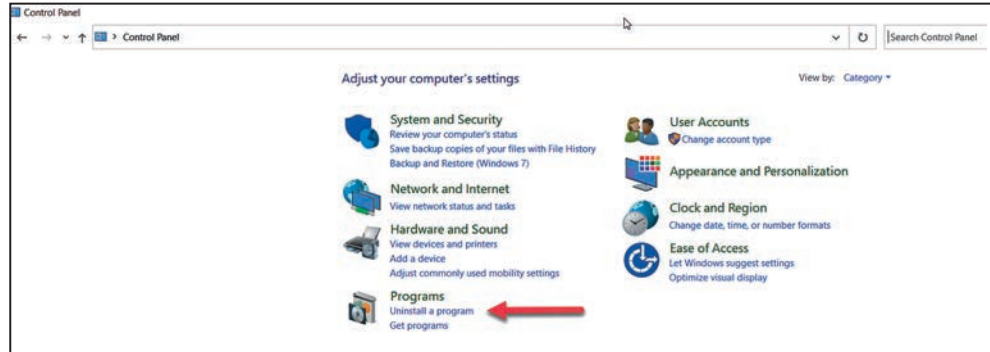 Control Panel
Control Panel
Search Control Panel
Adjust your computer's settings
View by: Category
System and Security
Review your computer's status
Save backup copies of your files with File History
Backup and Restore (Windows 7)
Network and Internet
View network status and tasks
Hardware and Sound
View devices and printers
Add a device
Adjust commonly used mobility settings
Programs
Uninstall a program
Get programs
User Accounts
Change account type
Appearance and Personalization
Clock and Region
Change date, time, or number formats
Ease of Access
Let Windows suggest settings
Optimize visual display